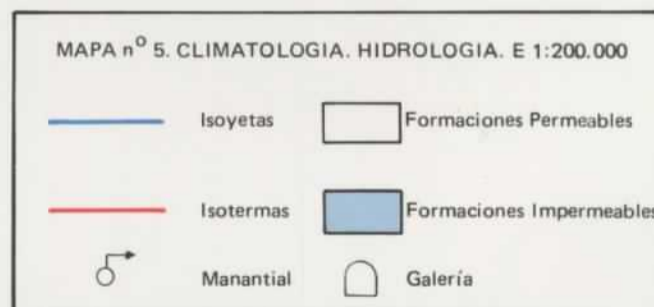 MAPA nº 5. CLIMATOLOGIA. HIDROLOGIA. E 1:200.000
Isoyetas
Formaciones Permeables
Isotermas
Formaciones Impermeables
Manantial
Galería